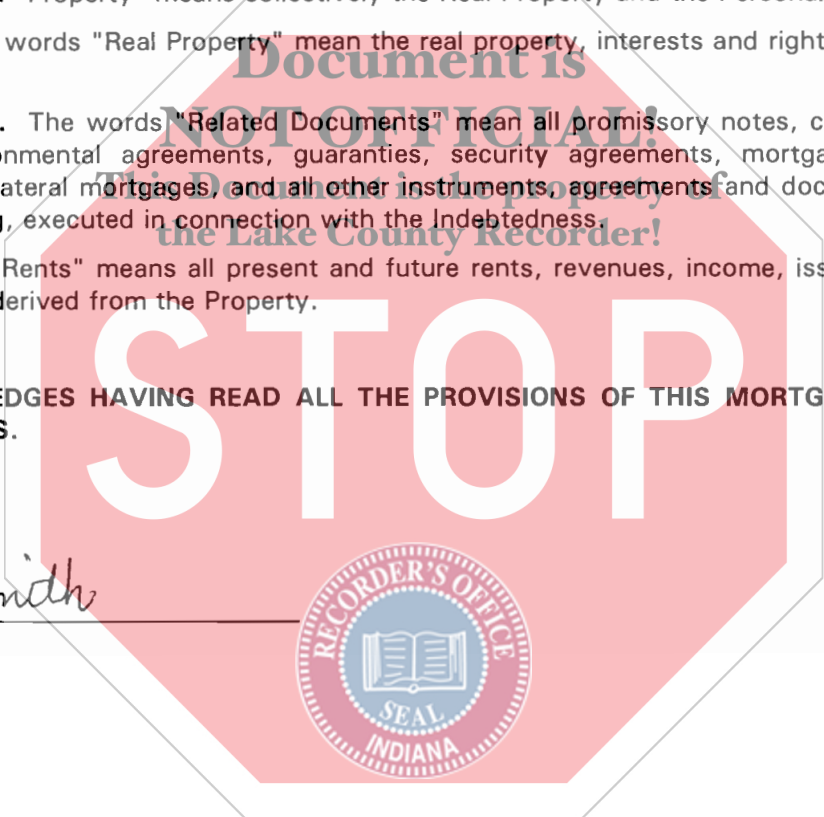 Property" means collectively the Real Property and the
words "Real Property" mean the real property, interests and right
Document is
NOT OFFICIAL!
. The words "Related Documents" mean all promissory notes, c
onmental agreements, guaranties, security agreements, mortga
This Document is the property of
ateral mortgages, and all other instruments, agreements and doc
, executed in connection with the Indebtedness.
the Lake County Recorder!
Rents" means all present and future rents, revenues, income, iss
derived from the Property.
STOP
EDGES HAVING READ ALL THE PROVISIONS OF THIS MORTG
S.
RECORDER'S OFFICE
SEAL
INDIANA